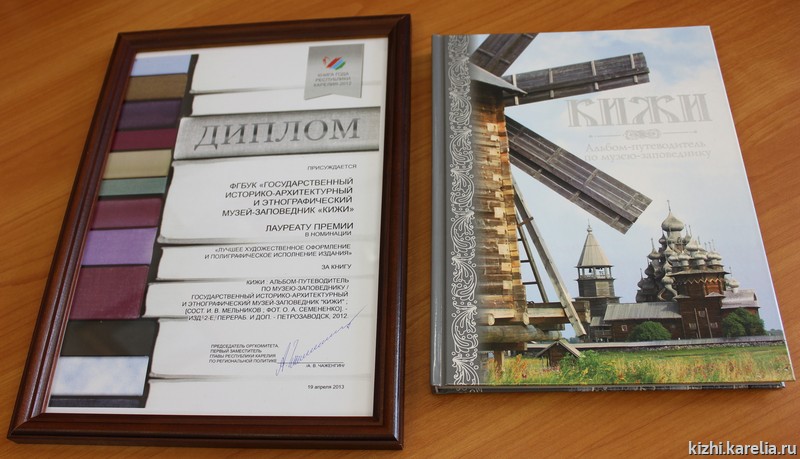 КНИГА ГОДА
РЕСПУБЛИКИ
КАРЕЛИЯ-2012
ДИПЛОМ
ПРИСУЖДАЕТСЯ
ФГБУК «ГОСУДАРСТВЕННЫЙ
ИСТОРИКО-АРХИТЕКТУРНЫЙ
И ЭТНОГРАФИЧЕСКИЙ
МУЗЕЙ-ЗАПОВЕДНИК «КИЖИ»
ЛАУРЕАТУ ПРЕМИИ
В НОМИНАЦИИ
«ЛУЧШЕЕ ХУДОЖЕСТВЕННОЕ ОФОРМЛЕНИЕ
И ПОЛИГРАФИЧЕСКОЕ ИСПОЛНЕНИЕ ИЗДАНИЯ»
ЗА КНИГУ
КИЖИ : АЛЬБОМ-ПУТЕВОДИТЕЛЬ
ПО МУЗЕЮ-ЗАПОВЕДНИКУ /
ГОСУДАРСТВЕННЫЙ ИСТОРИКО-АРХИТЕКТУРНЫЙ
И ЭТНОГРАФИЧЕСКИЙ МУЗЕЙ-ЗАПОВЕДНИК "КИЖИ" ;
[СОСТ. И. В. МЕЛЬНИКОВ ; ФОТ. О. А. СЕМЕНЕНКО]. -
ИЗД. 2-Е, ПЕРЕРАБ. И ДОП. - ПЕТРОЗАВОДСК, 2012.
ПРЕДСЕДАТЕЛЬ ОРГКОМИТЕТА
ПЕРВЫЙ ЗАМЕСТИТЕЛЬ
ГЛАВЫ РЕСПУБЛИКИ КАРЕЛИЯ
ПО РЕГИОНАЛЬНОЙ ПОЛИТИКЕ
/А. В. ЧАЖЕНГИН/
19 апреля 2013
КИЖИ
Альбом-путеводитель
по музею-заповеднику
kizhi.karelia.ru